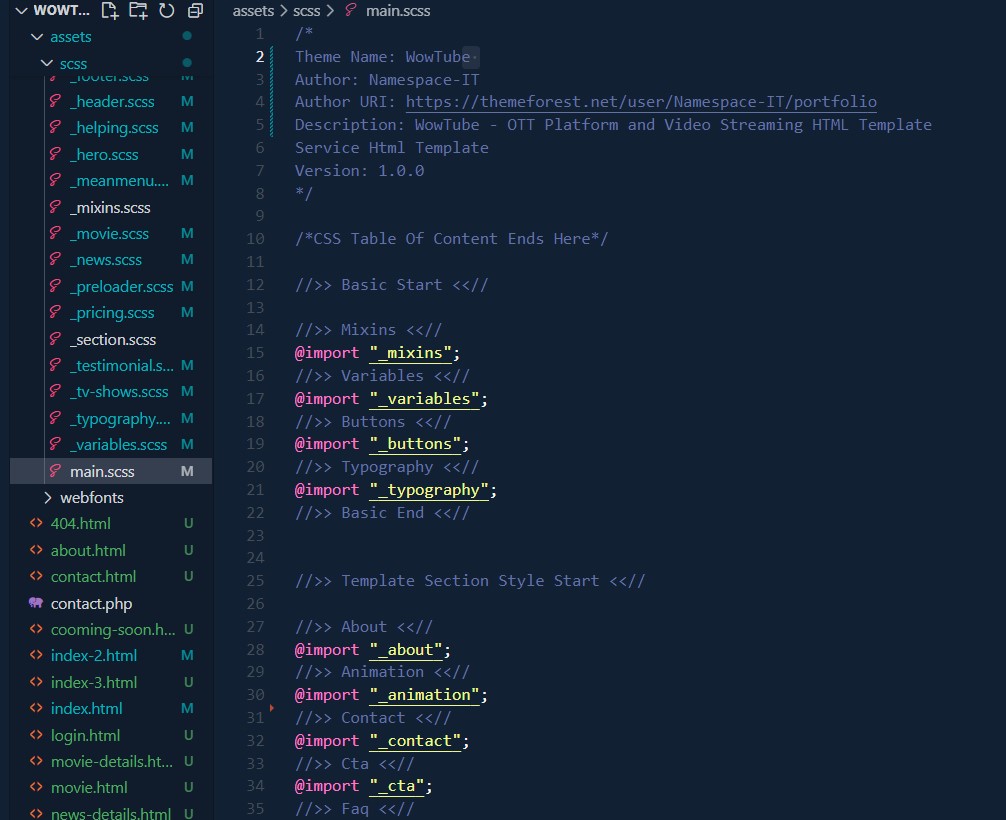 WOWT...
assets
scss
_footer.scss M
_header.scss M
_helping.scss M
_hero.scss M
_meanmenu.... M
_mixins.scss
_movie.scss M
_news.scss M
_preloader.scss M
_pricing.scss M
_section.scss
_testimonial.s... M
_tv-shows.scss M
_typography.... M
_variables.scss M
main.scss M
webfonts
404.html U
about.html U
contact.html U
contact.php
cooming-soon.h... U
index-2.html M
index-3.html U
index.html M
login.html U
movie-details.ht... U
movie.html U
news-details.html U
assets > scss > main.scss
1 /*
2 Theme Name: WowTube
3 Author: Namespace-IT
4 Author URI: https://themeforest.net/user/Namespace-IT/portfolio
5 Description: WowTube - OTT Platform and Video Streaming HTML Template
6 Service Html Template
7 Version: 1.0.0
8 */
9
10 /*CSS Table Of Content Ends Here*/
11
12 //>> Basic Start <<//
13
14 //>> Mixins <<//
15 @import "_mixins";
16 //>> Variables <<//
17 @import "_variables";
18 //>> Buttons <<//
19 @import "_buttons";
20 //>> Typography <<//
21 @import "_typography";
22 //>> Basic End <<//
23
24
25 //>> Template Section Style Start <<//
26
27 //>> About <<//
28 @import "_about";
29 //>> Animation <<//
30 @import "_animation";
31 //>> Contact <<//
32 @import "_contact";
33 //>> Cta <<//
34 @import "_cta";
35 //>> Faq <<//